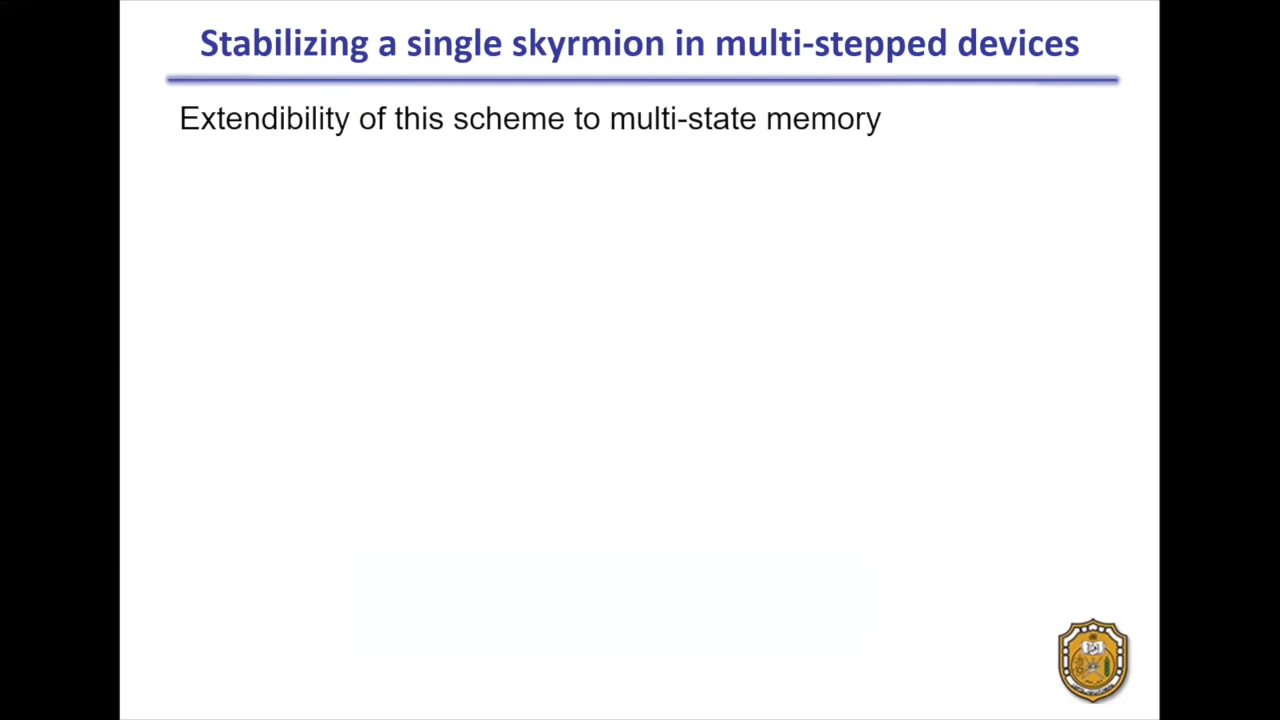 Stabilizing a single skyrmion in multi-stepped devices
Extendibility of this scheme to multi-state memory